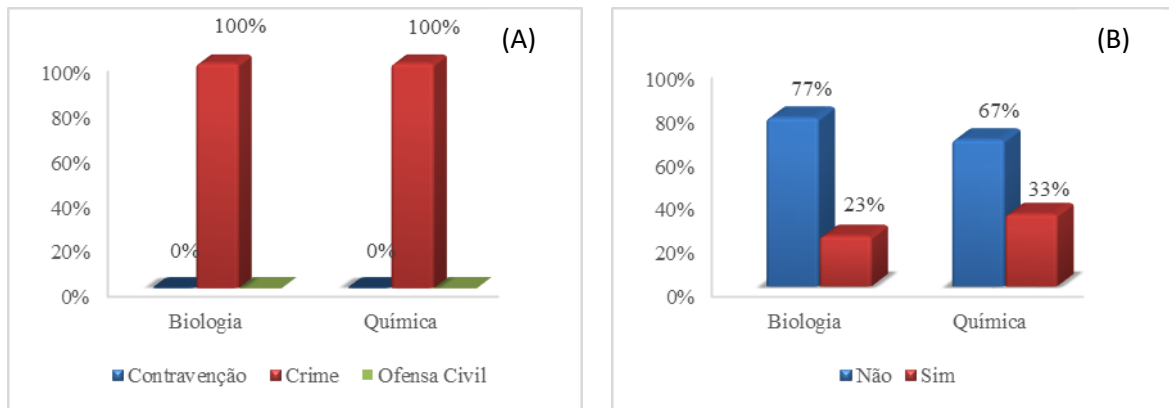 (A)
100% 100%
100%
80%
60%
40%
20%
0%
0% 0%
Biologia Química
Contravenção Crime Ofensa Civil
(B)
77% 67%
23% 33%
100%
80%
60%
40%
20%
0%
Biologia Química
Não Sim